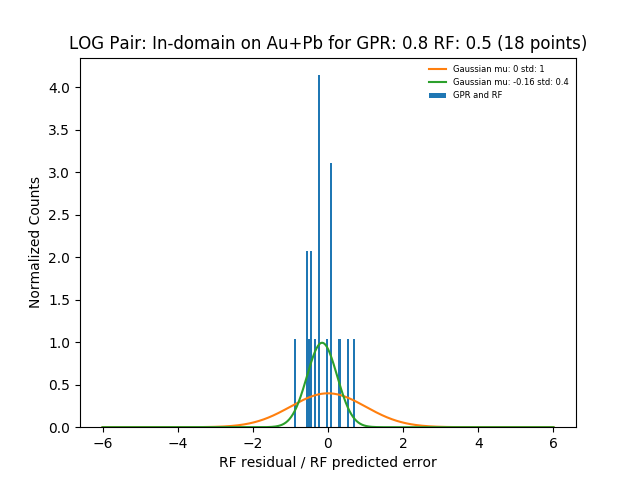 LOG Pair: In-domain on Au+Pb for GPR: 0.8 RF: 0.5 (18 points)
Gaussian mu: 0 std: 1
Gaussian mu: -0.16 std: 0.4
GPR and RF
Normalized Counts
4.0
3.5
3.0
2.5
2.0
1.5
1.0
0.5
0.0
−6 −4 −2 0 2 4 6
RF residual / RF predicted error